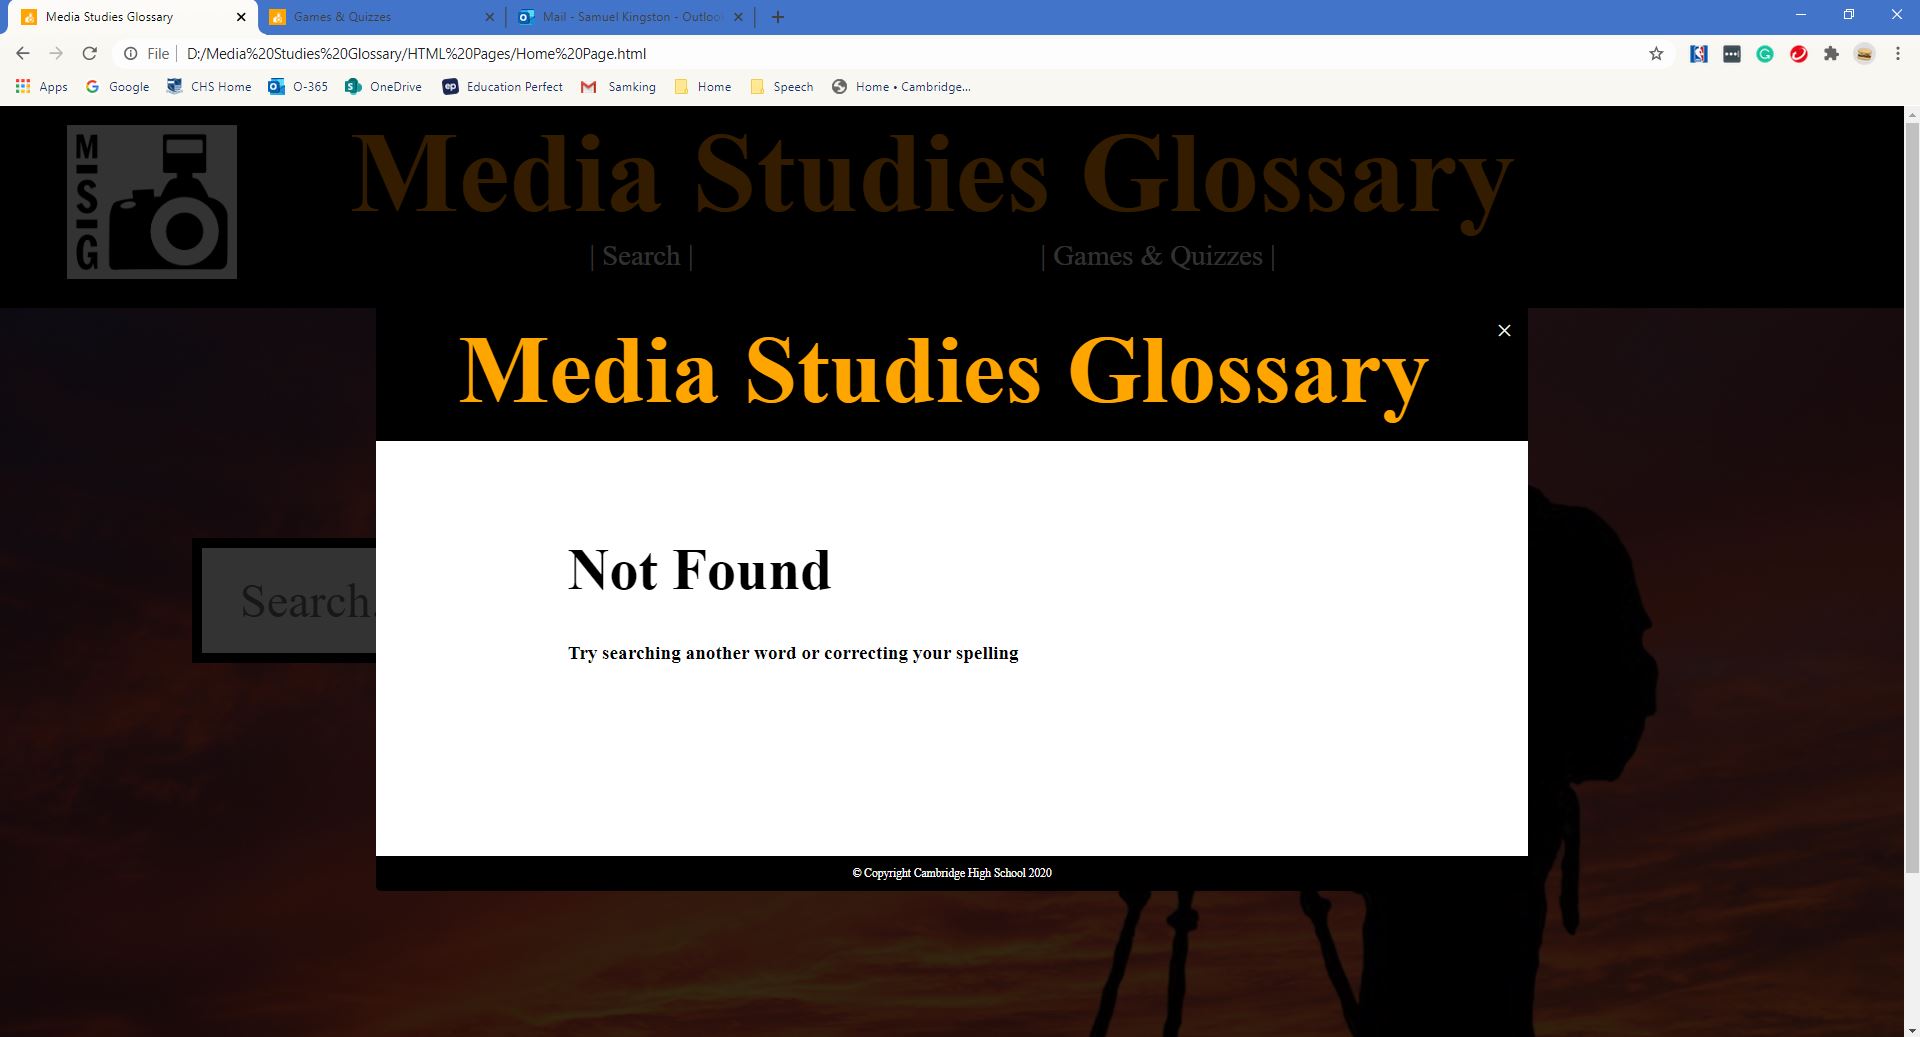 Media Studies Glossary
Games & Quizzes
Mail - Samuel Kingston - Outloo
File
D:/Media%20Studies%20Glossary/HTML%20Pages/Home%20Page.html
Apps
Google
CHS Home
O-365
OneDrive
Education Perfect
Samking
Home
Speech
Home • Cambridge...
MSG
Media Studies Glossary
| Search |
| Games & Quizzes |
Media Studies Glossary
Search.
Not Found
Try searching another word or correcting your spelling
© Copyright Cambridge High School 2020